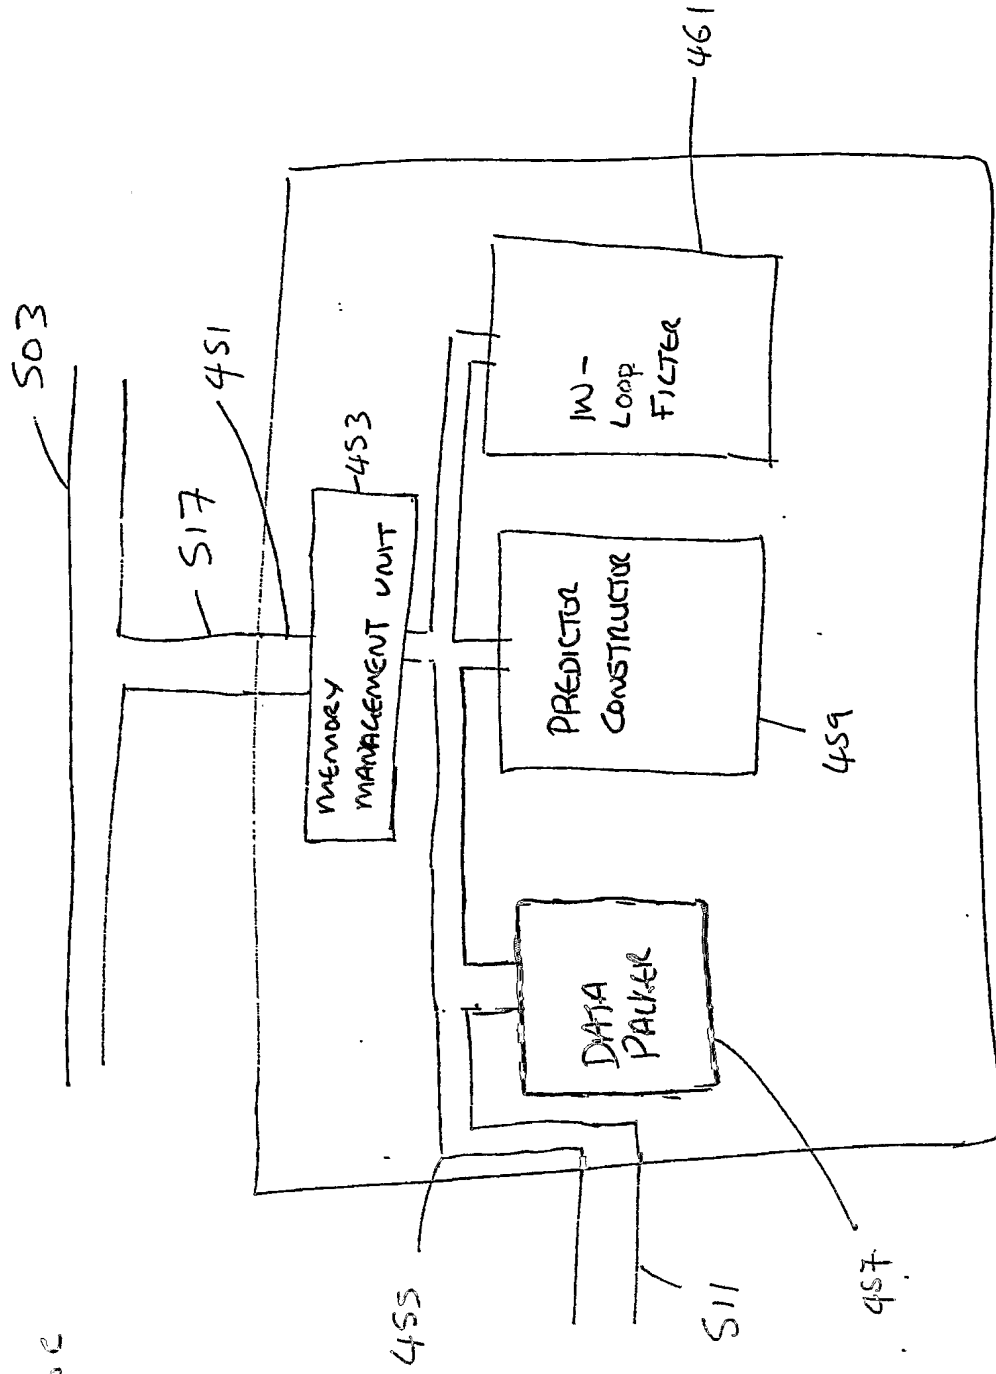 503
517
451
461
453
MEMORY
MANAGEMENT UNIT
IN-
LOOP
FILTER
PREDICTOR
CONSTRUCTOR
DATA
PACKER
459
455
511
457